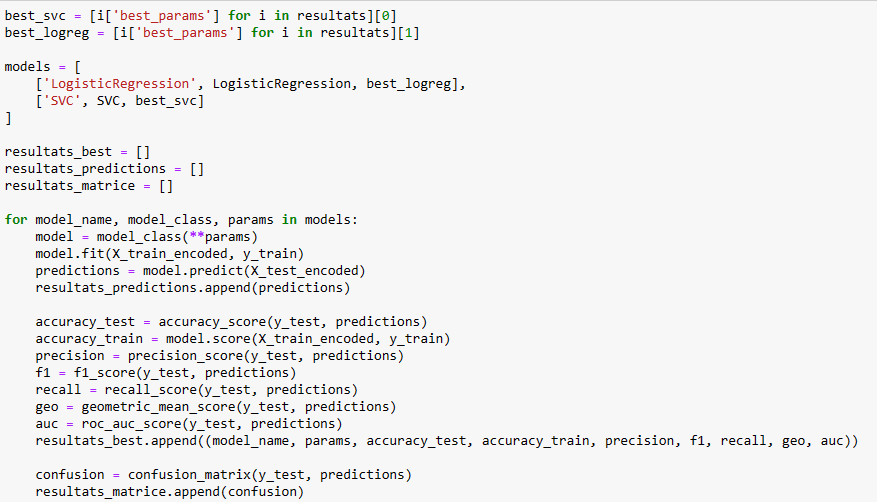 best_svc = [i['best_params'] for i in resultats][0]
best_logreg = [i['best_params'] for i in resultats][1]
models = [
    ['LogisticRegression', LogisticRegression, best_logreg],
    ['SVC', SVC, best_svc]
]
resultats_best = []
resultats_predictions = []
resultats_matrice = []
for model_name, model_class, params in models:
    model = model_class(**params)
    model.fit(X_train_encoded, y_train)
    predictions = model.predict(X_test_encoded)
    resultats_predictions.append(predictions)
    accuracy_test = accuracy_score(y_test, predictions)
    accuracy_train = model.score(X_train_encoded, y_train)
    precision = precision_score(y_test, predictions)
    f1 = f1_score(y_test, predictions)
    recall = recall_score(y_test, predictions)
    geo = geometric_mean_score(y_test, predictions)
    auc = roc_auc_score(y_test, predictions)
    resultats_best.append((model_name, params, accuracy_test, accuracy_train, precision, f1, recall, geo, auc))
    confusion = confusion_matrix(y_test, predictions)
    resultats_matrice.append(confusion)